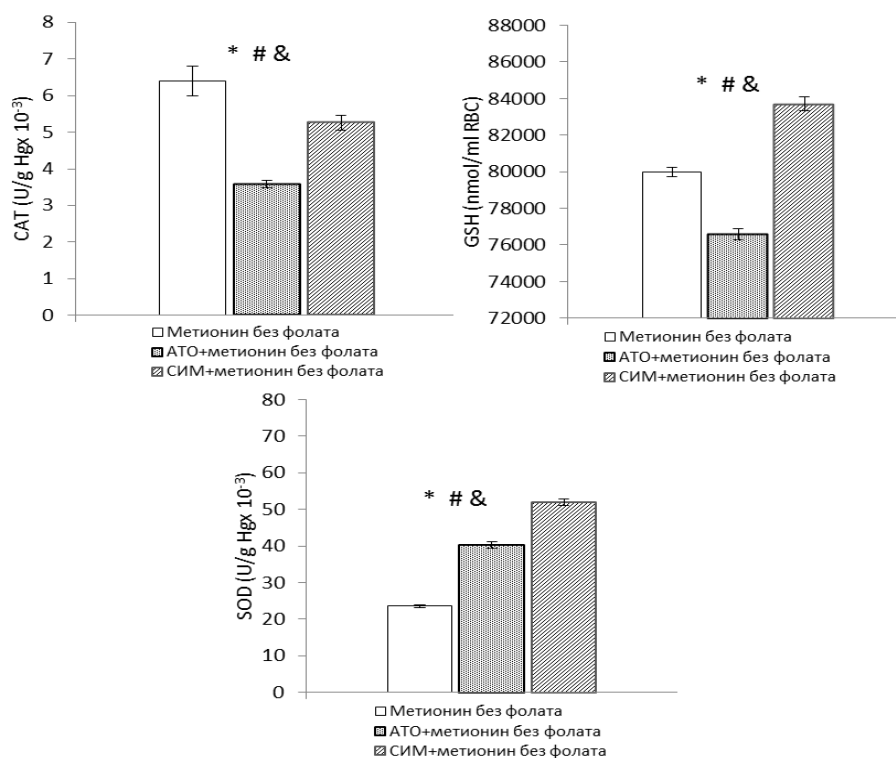 8
7
6
5
4
3
2
1
0
CAT (U/g Hgx 10⁻³)
* # &
Метионин без фолата
АТО+метионин без фолата
СИМ+метионин без фолата
88000
86000
84000
82000
80000
78000
76000
74000
72000
GSH (nmol/ml RBC)
* # &
Метионин без фолата
АТО+метионин без фолата
СИМ+метионин без фолата
80
70
60
50
40
30
20
10
0
SOD (U/g Hgx 10⁻³)
* # &
Метионин без фолата
АТО+метионин без фолата
СИМ+метионин без фолата